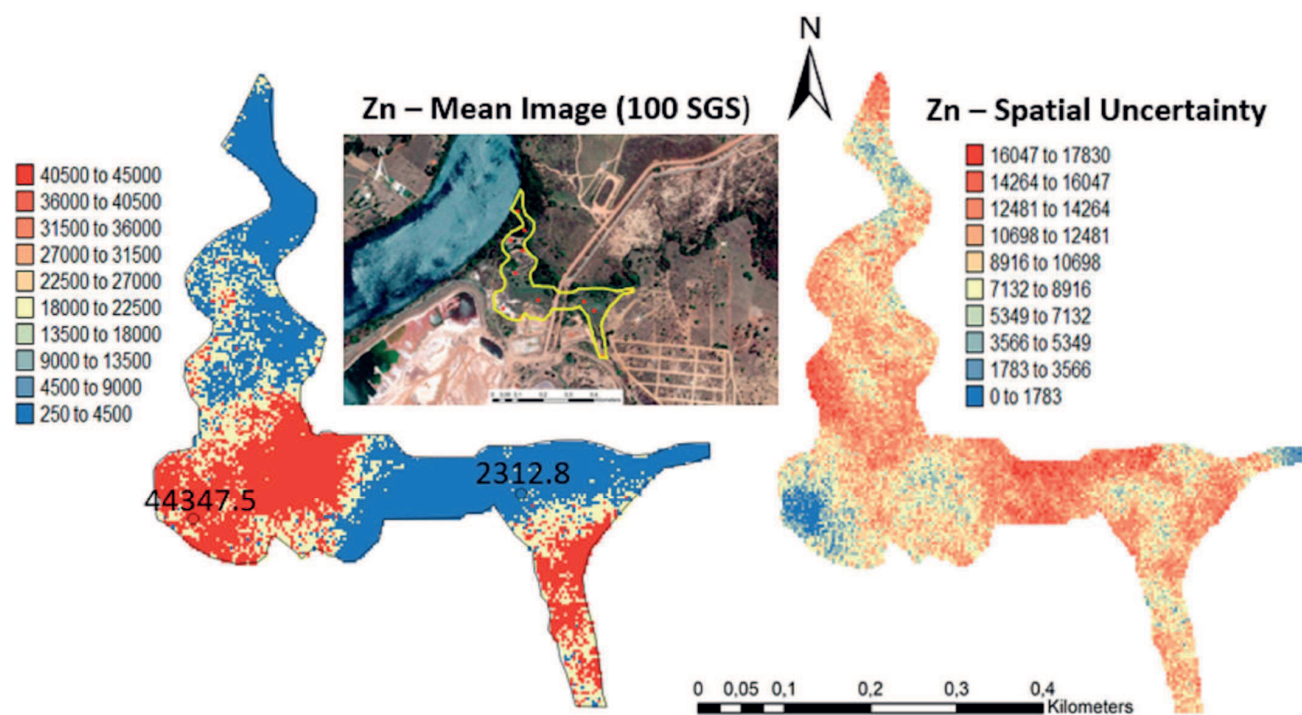 N
Zn – Mean Image (100 SGS)
Zn – Spatial Uncertainty
40500 to 45000
36000 to 40500
31500 to 36000
27000 to 31500
22500 to 27000
18000 to 22500
13500 to 18000
9000 to 13500
4500 to 9000
250 to 4500
16047 to 17830
14264 to 16047
12481 to 14264
10698 to 12481
8916 to 10698
7132 to 8916
5349 to 7132
3566 to 5349
1783 to 3566
0 to 1783
44347.5
2312.8
0 0,05 0,1 0,2 0,3 0,4
Kilometers